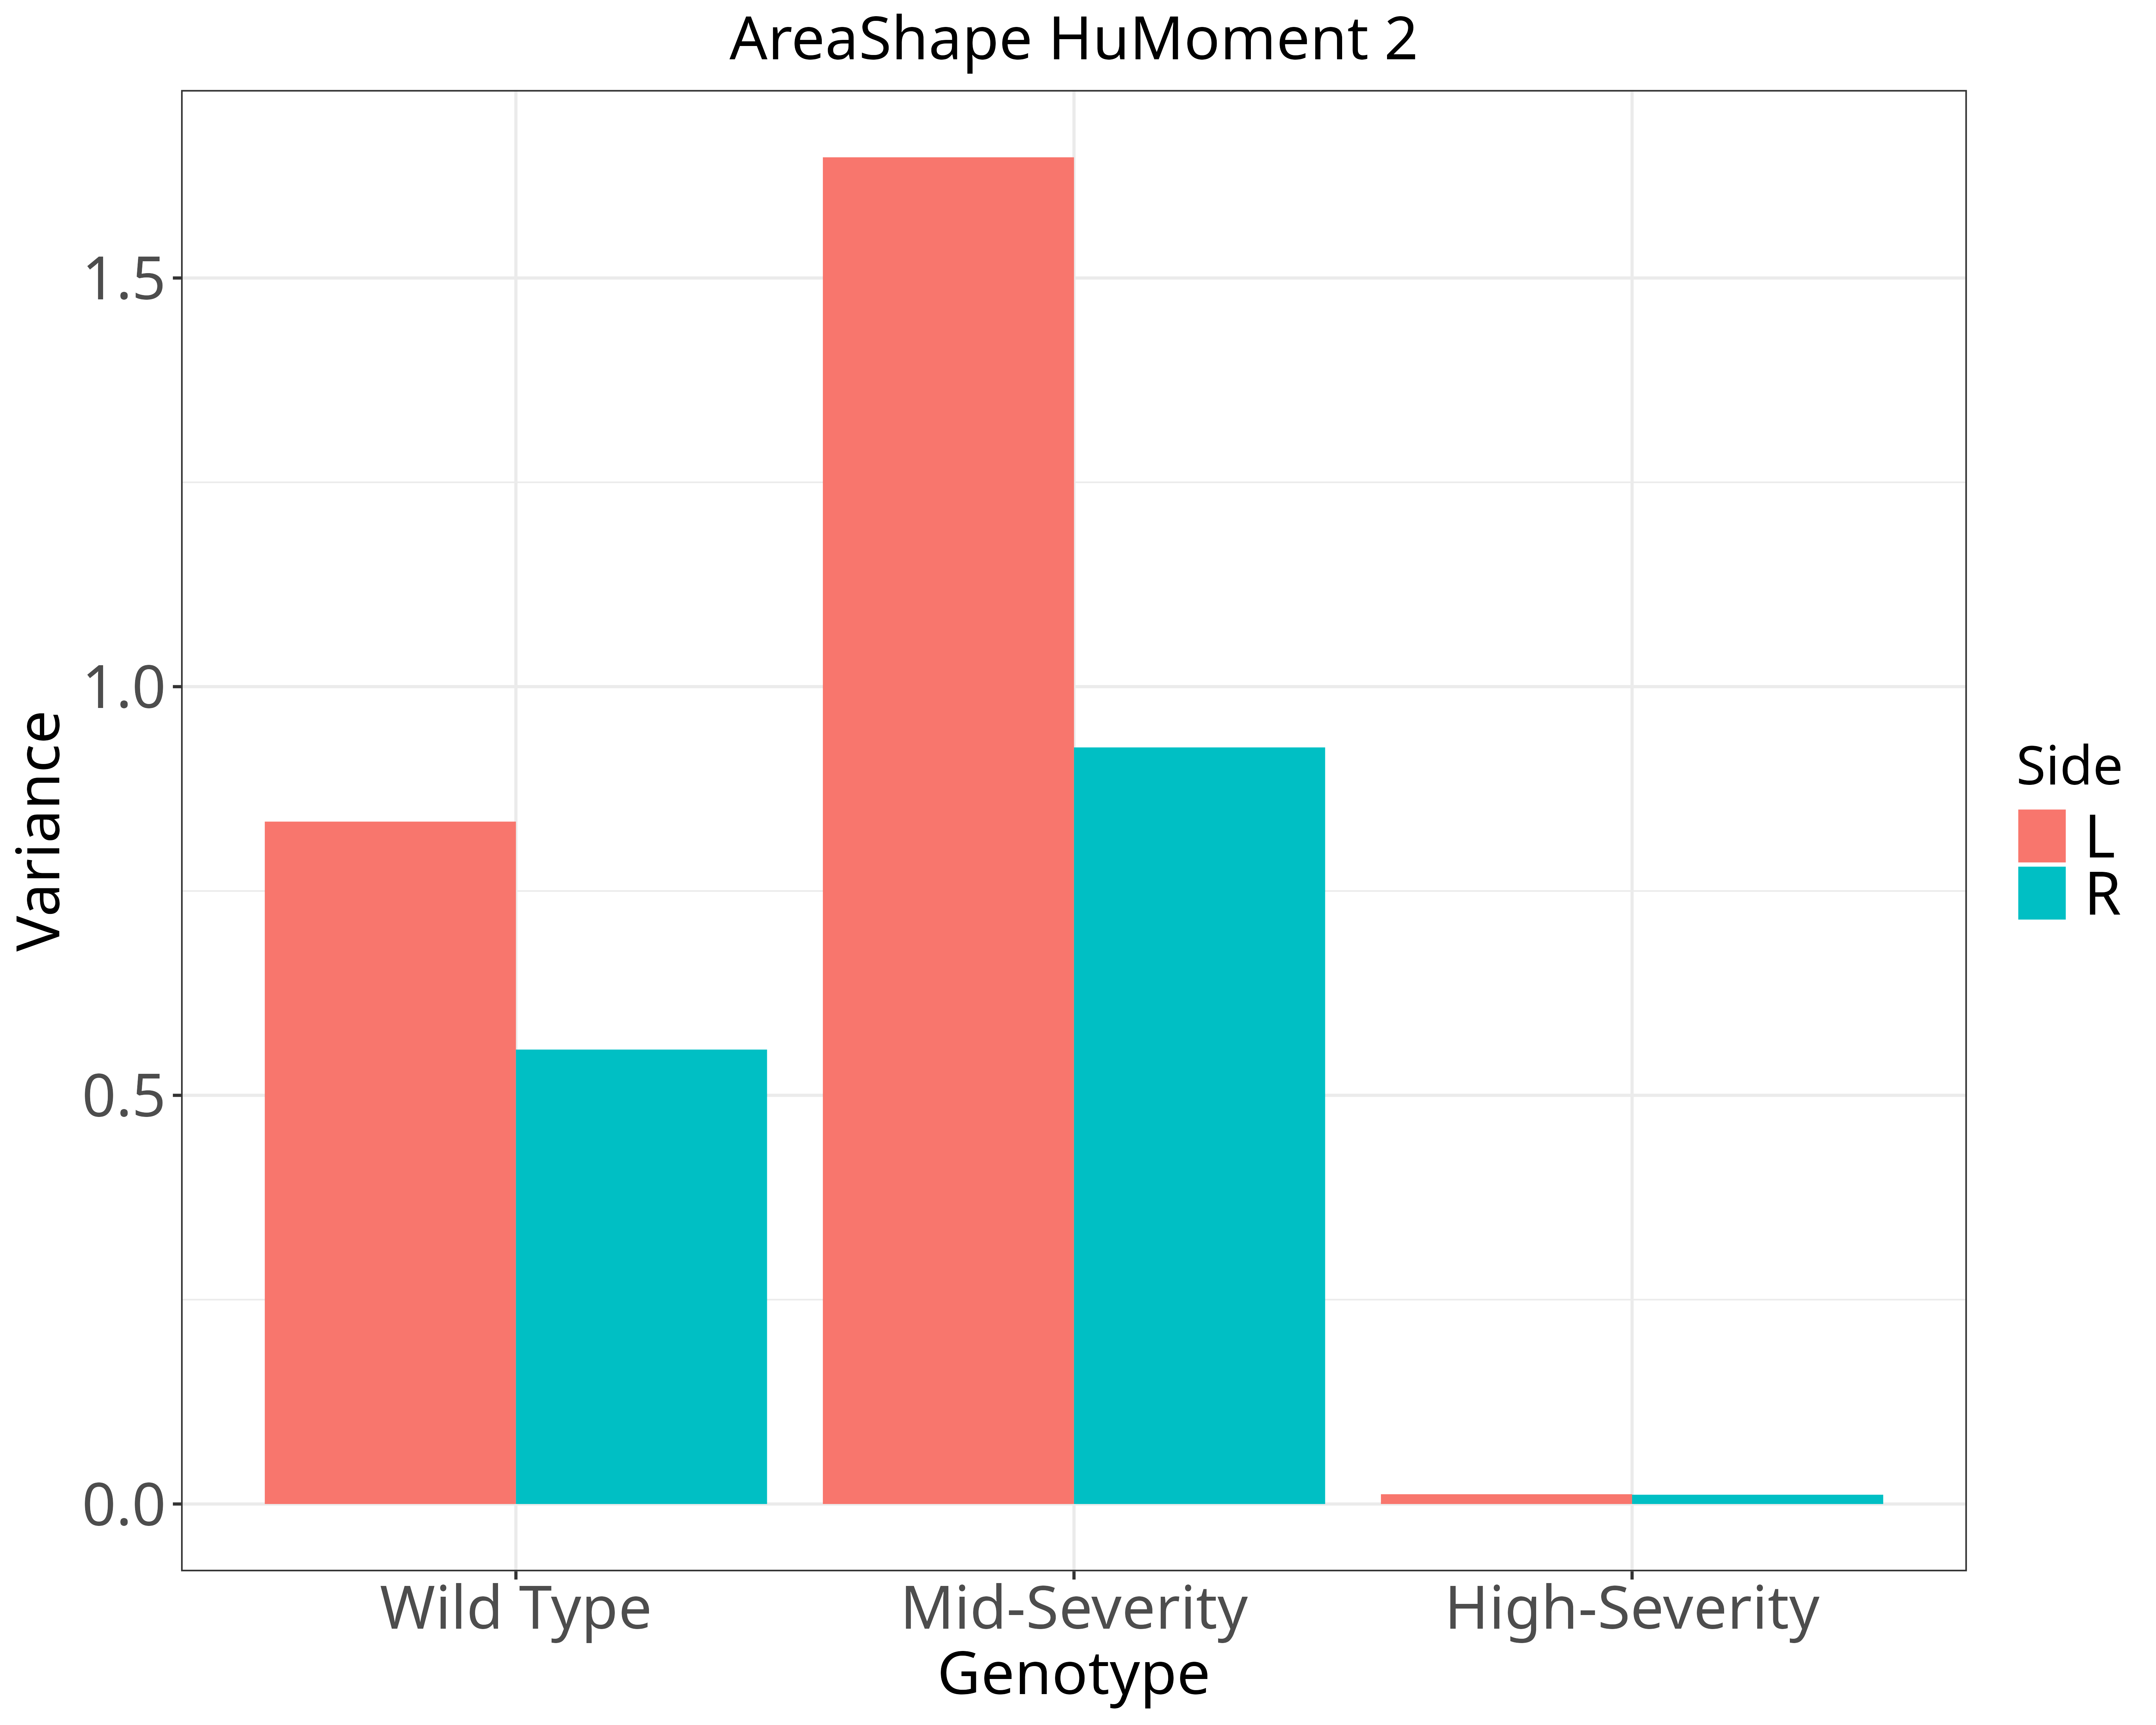 AreaShape HuMoment 2
Variance
1.5
1.0
0.5
0.0
Wild Type
Mid-Severity
High-Severity
Genotype
Side
L
R